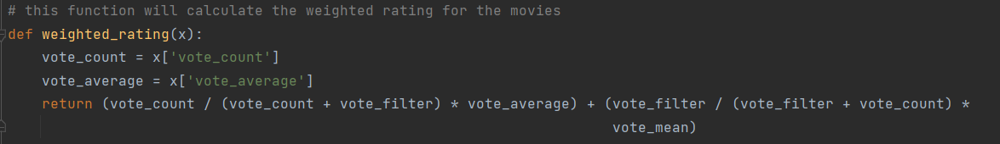 # this function will calculate the weighted rating for the movies
def weighted_rating(x):
    vote_count = x['vote_count']
    vote_average = x['vote_average']
    return (vote_count / (vote_count + vote_filter) * vote_average) + (vote_filter / (vote_filter + vote_count) *
                                                                       vote_mean)